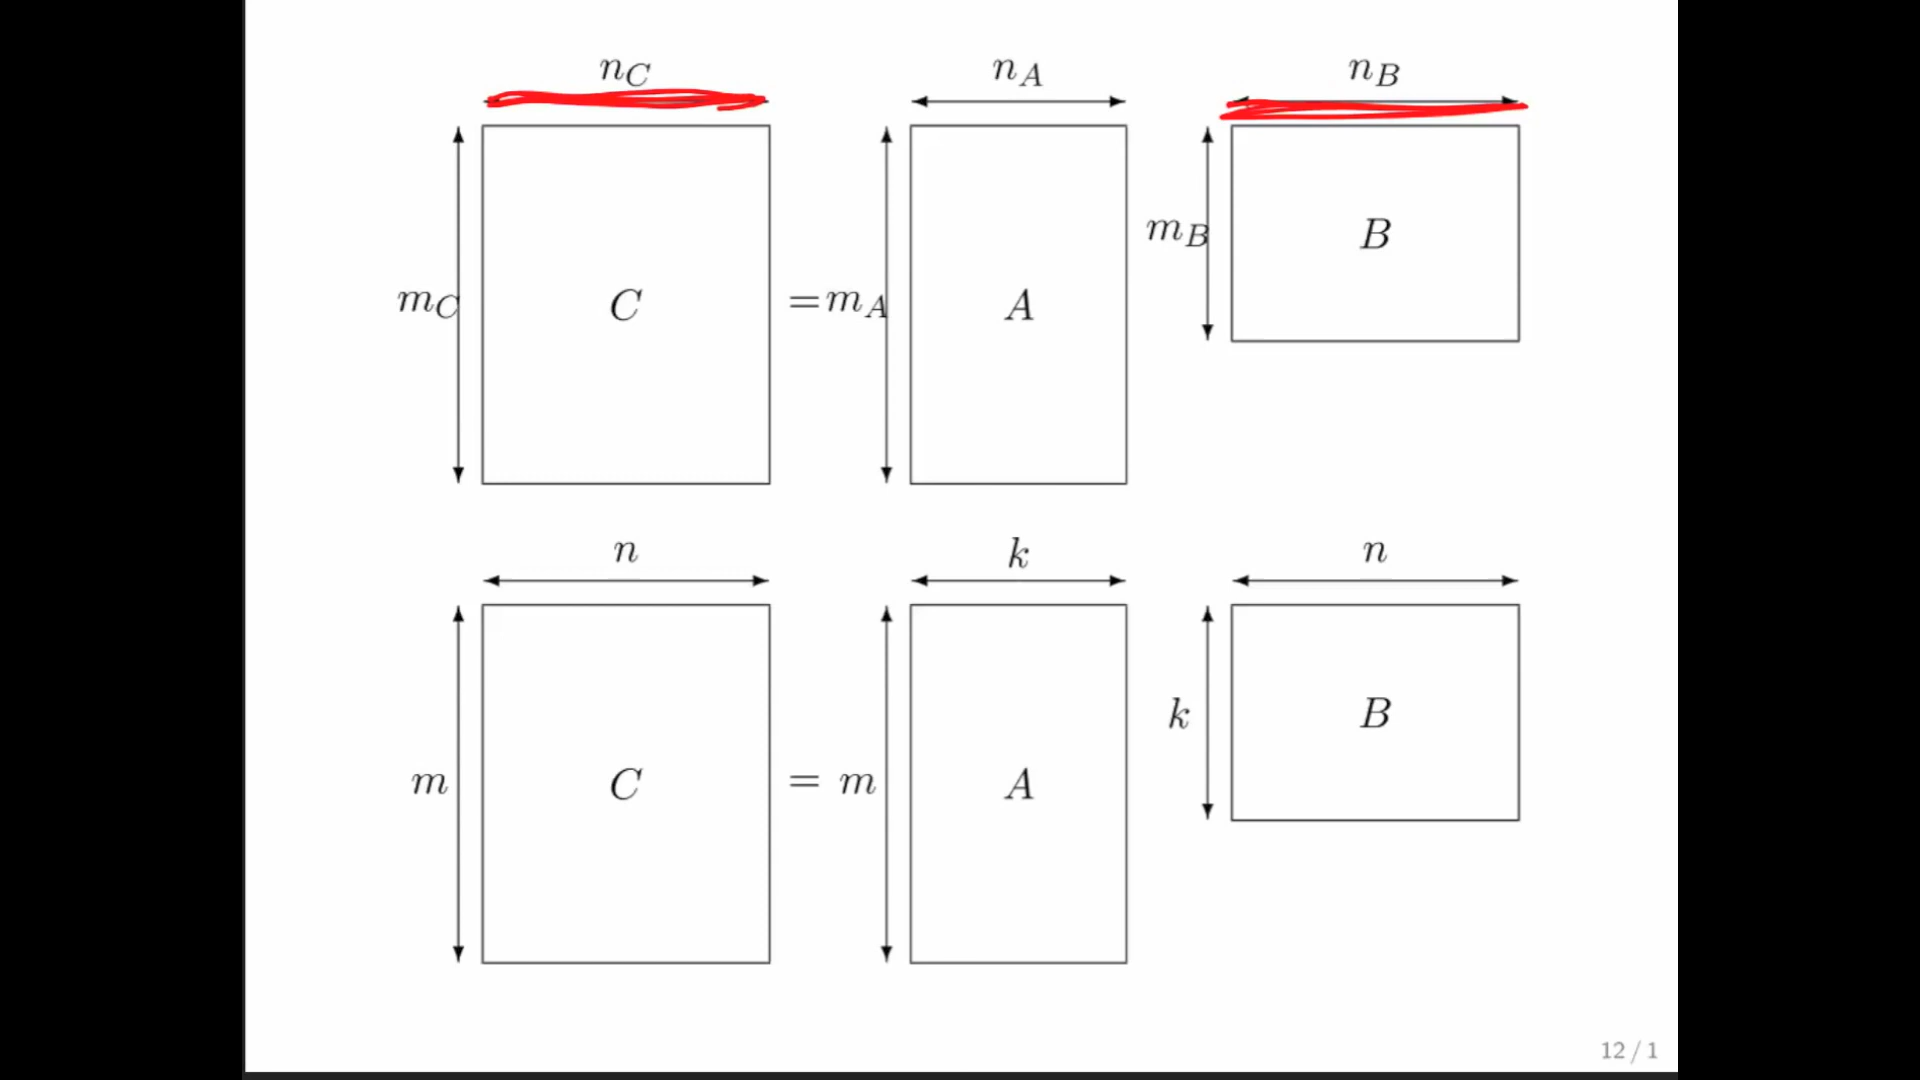 n_C n_A n_B
m_B B
m_C C = m_A A
n k n
k B
m C = m A
12 / 1